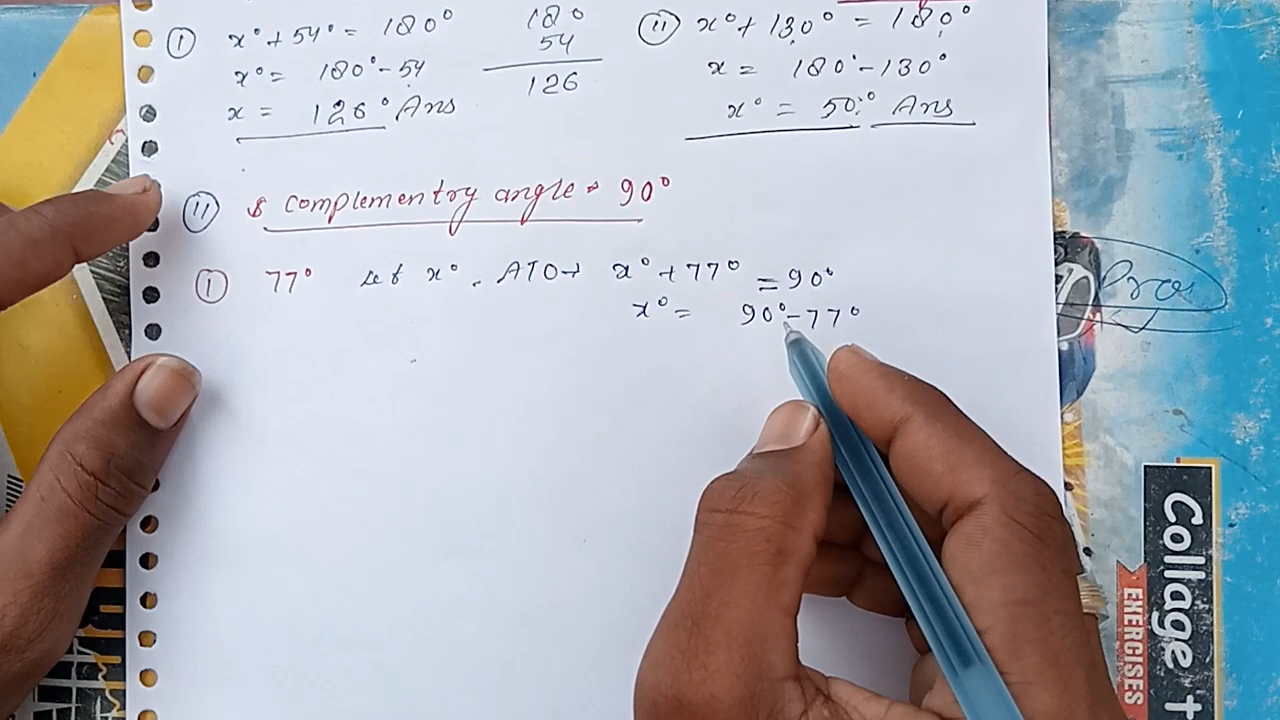 (I) x° + 54° = 180°
x° = 180° - 54
x = 126° Ans
180
54
126
(II) x° + 130° = 180°
x = 180° - 130°
x° = 50° Ans
(II) complementry angle → 90°
(I) 77° let x°. ATQ→ x° + 77° = 90°
x° = 90° - 77°
Collage
EXERCISES